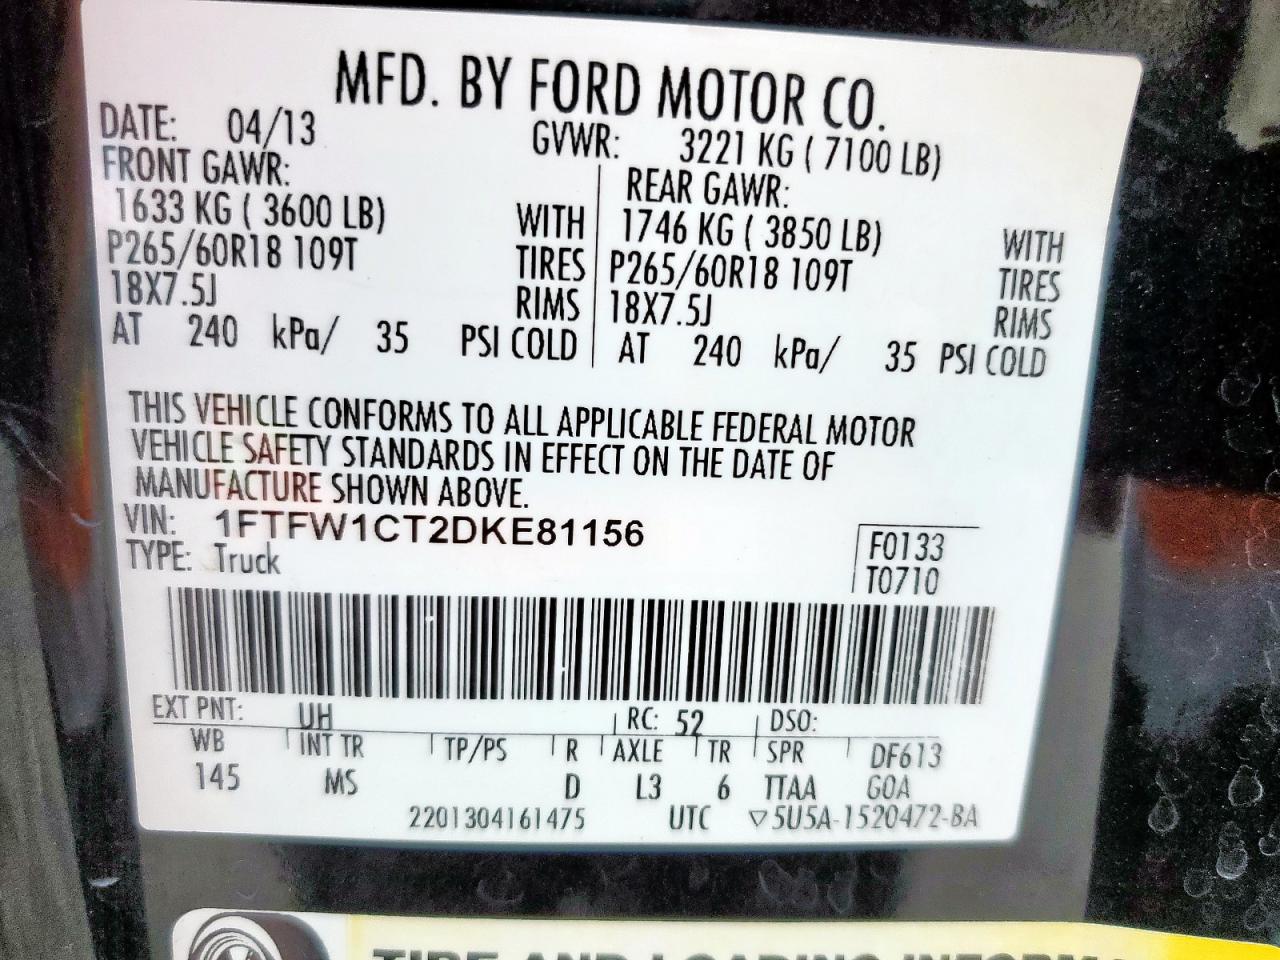 MFD. BY FORD MOTOR CO.
DATE: 04/13 GVWR: 3221 KG ( 7100 LB)
FRONT GAWR: REAR GAWR:
1633 KG ( 3600 LB) WITH 1746 KG ( 3850 LB) WITH
P265/60R18 109T TIRES P265/60R18 109T TIRES
18X7.5J RIMS 18X7.5J RIMS
AT 240 kPa/ 35 PSI COLD AT 240 kPa/ 35 PSI COLD
THIS VEHICLE CONFORMS TO ALL APPLICABLE FEDERAL MOTOR
VEHICLE SAFETY STANDARDS IN EFFECT ON THE DATE OF
MANUFACTURE SHOWN ABOVE.
VIN: 1FTFW1CT2DKE81156 F0133
TYPE: Truck T0710
EXT PNT: UH RC: 52 DSO:
WB INT TR TP/PS R AXLE TR SPR DF613
145 MS D L3 6 TTAA GOA
2201304161475 UTC ▽5U5A-1520472-BA
TIRE AND LOADING